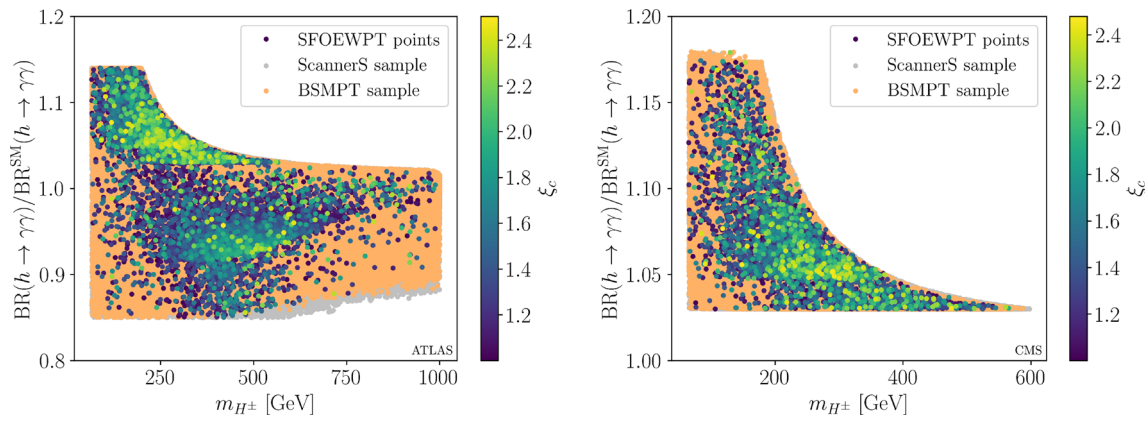 BR(h → γγ)/BR^SM(h → γγ)
1.2
1.1
1.0
0.9
0.8
SFOEWPT points
ScannerS sample
BSMPT sample
ATLAS
250 500 750 1000
m_{H^±} [GeV]
2.4
2.2
2.0
1.8
1.6
1.4
1.2
ξ_c
BR(h → γγ)/BR^SM(h → γγ)
1.20
1.15
1.10
1.05
1.00
SFOEWPT points
ScannerS sample
BSMPT sample
CMS
200 400 600
m_{H^±} [GeV]
2.4
2.2
2.0
1.8
1.6
1.4
1.2
ξ_c